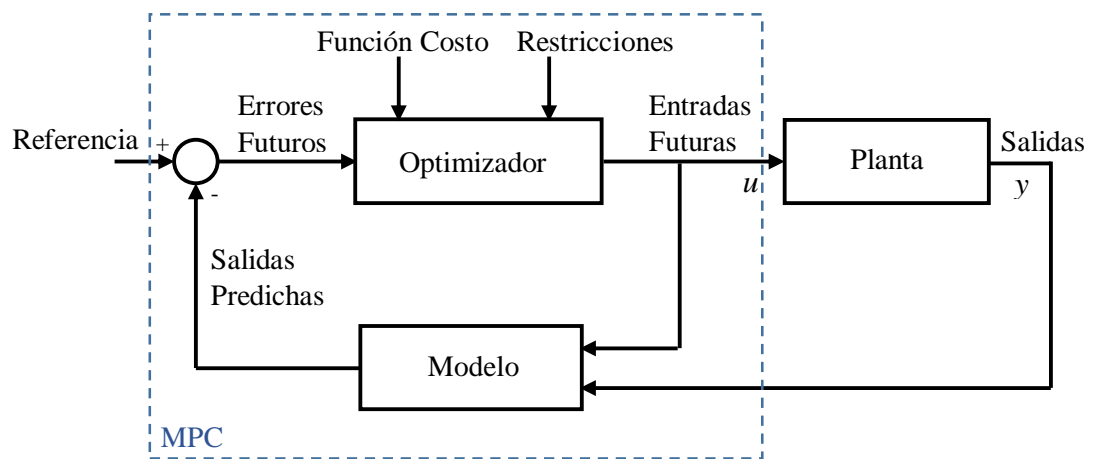 Función Costo
Restricciones
Referencia
+
-
Errores
Futuros
Optimizador
Entradas
Futuras
u
Planta
Salidas
y
Salidas
Predichas
Modelo
MPC